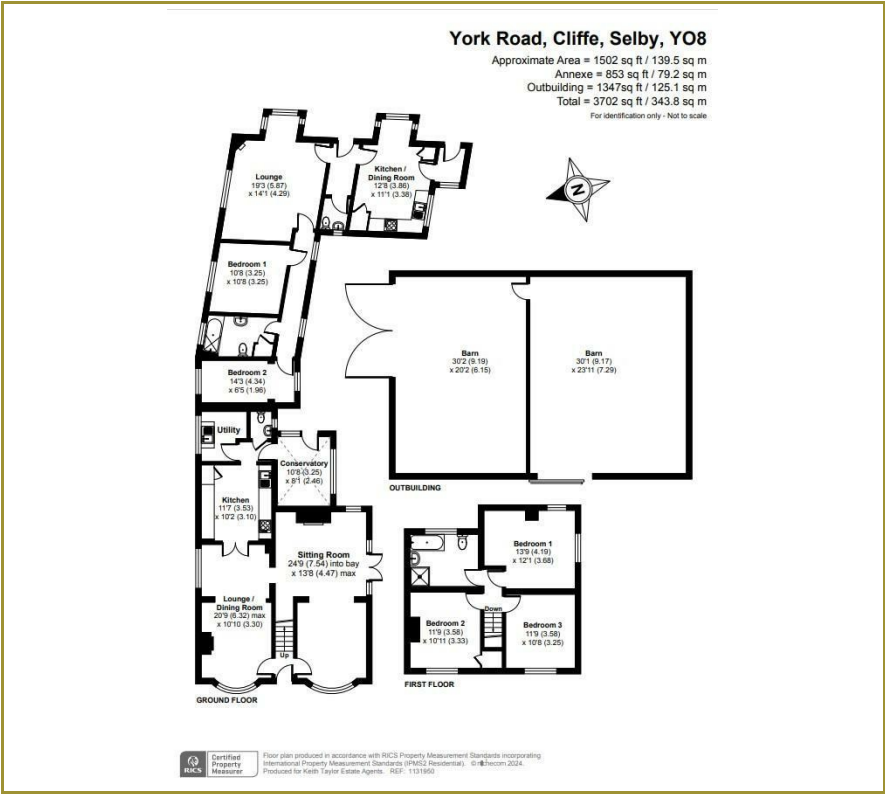 York Road, Cliffe, Selby, YO8
Approximate Area = 1502 sq ft / 139.5 sq m
Annexe = 853 sq ft / 79.2 sq m
Outbuilding = 1347sq ft / 125.1 sq m
Total = 3702 sq ft / 343.8 sq m
For identification only - Not to scale
Lounge
19'3 (5.87)
x 14'1 (4.29)
Kitchen /
Dining Room
12'8 (3.86)
x 11'1 (3.38)
N
Bedroom 1
10'8 (3.25)
x 10'8 (3.25)
Bedroom 2
14'3 (4.34)
x 6'5 (1.96)
Barn
30'2 (9.19)
x 20'2 (6.15)
Barn
30'1 (9.17)
x 23'11 (7.29)
OUTBUILDING
Utility
Conservatory
10'8 (3.25)
x 8'1 (2.46)
Kitchen
11'7 (3.53)
x 10'2 (3.10)
Sitting Room
24'9 (7.54) into bay
x 13'8 (4.47) max
Lounge /
Dining Room
20'9 (6.32) max
x 10'10 (3.30)
Up
GROUND FLOOR
Bedroom 1
13'9 (4.19)
x 12'1 (3.68)
Down
Bedroom 2
11'9 (3.58)
x 10'11 (3.33)
Bedroom 3
11'9 (3.58)
x 10'8 (3.25)
FIRST FLOOR
RICS
Certified
Property
Measurer
Floor plan produced in accordance with RICS Property Measurement Standards incorporating
International Property Measurement Standards (IPMS2 Residential). © 2024.
Produced for Keith Taylor Estate Agents. REF: 1131950